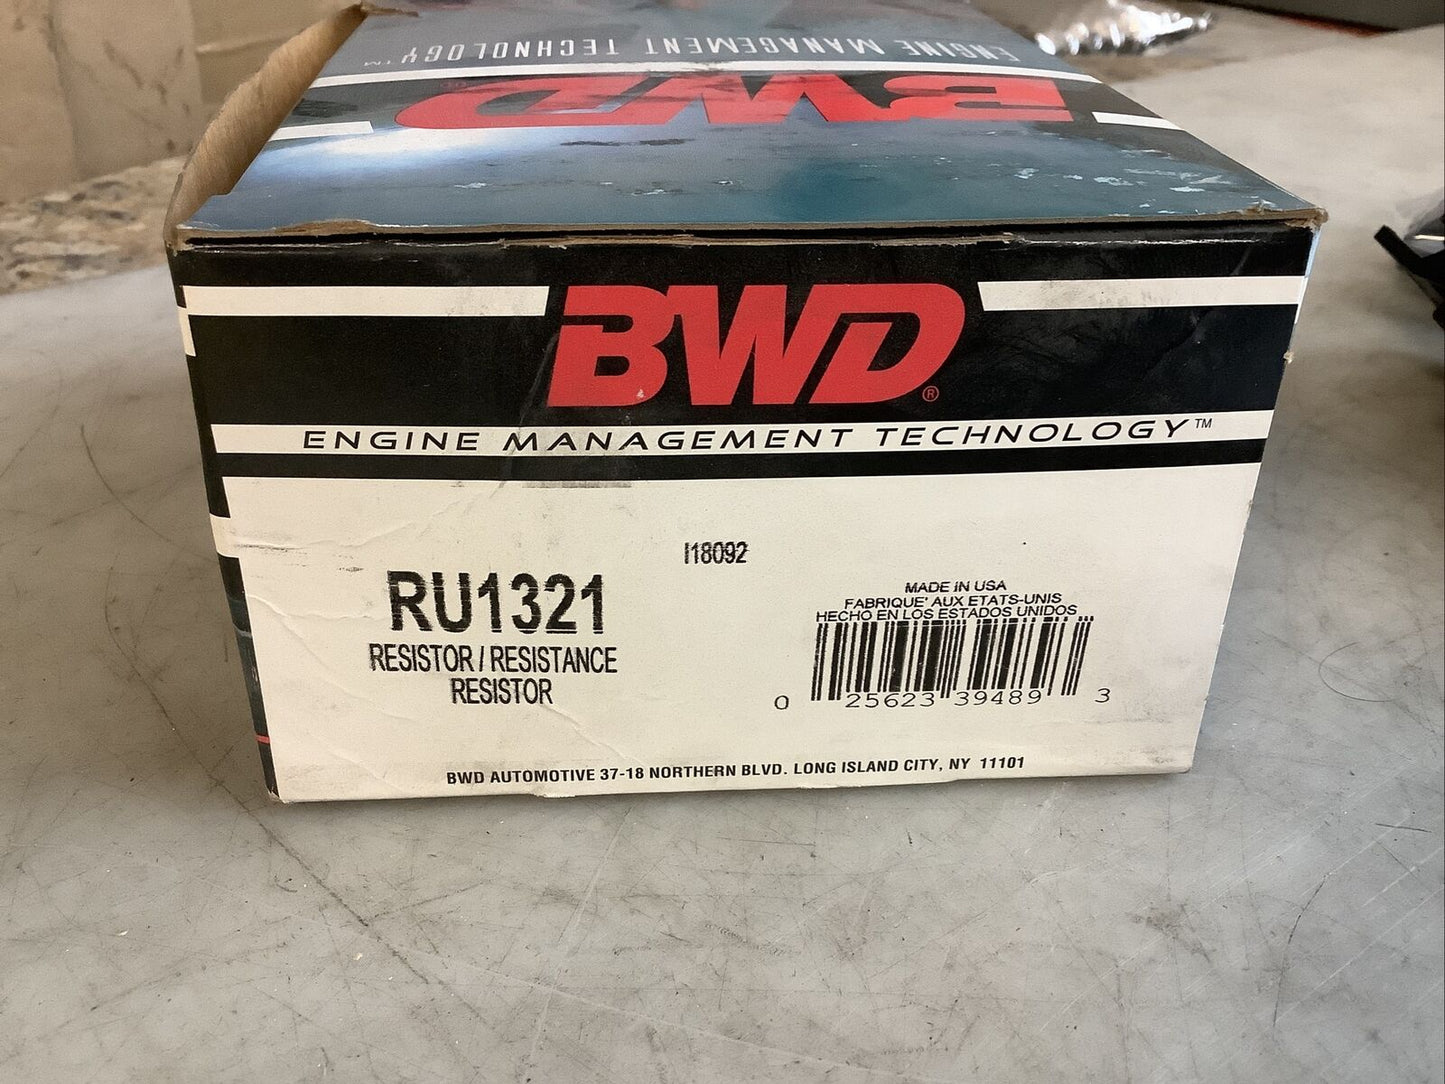 ENGINE MANAGEMENT TECHNOLOGY™
BWD
BWD®
ENGINE MANAGEMENT TECHNOLOGY™
I18092
RU1321
RESISTOR / RESISTANCE
RESISTOR
MADE IN USA
FABRIQUE' AUX ETATS-UNIS
HECHO EN LOS ESTADOS UNIDOS
0 25623 39489 3
BWD AUTOMOTIVE 37-18 NORTHERN BLVD. LONG ISLAND CITY, NY 11101